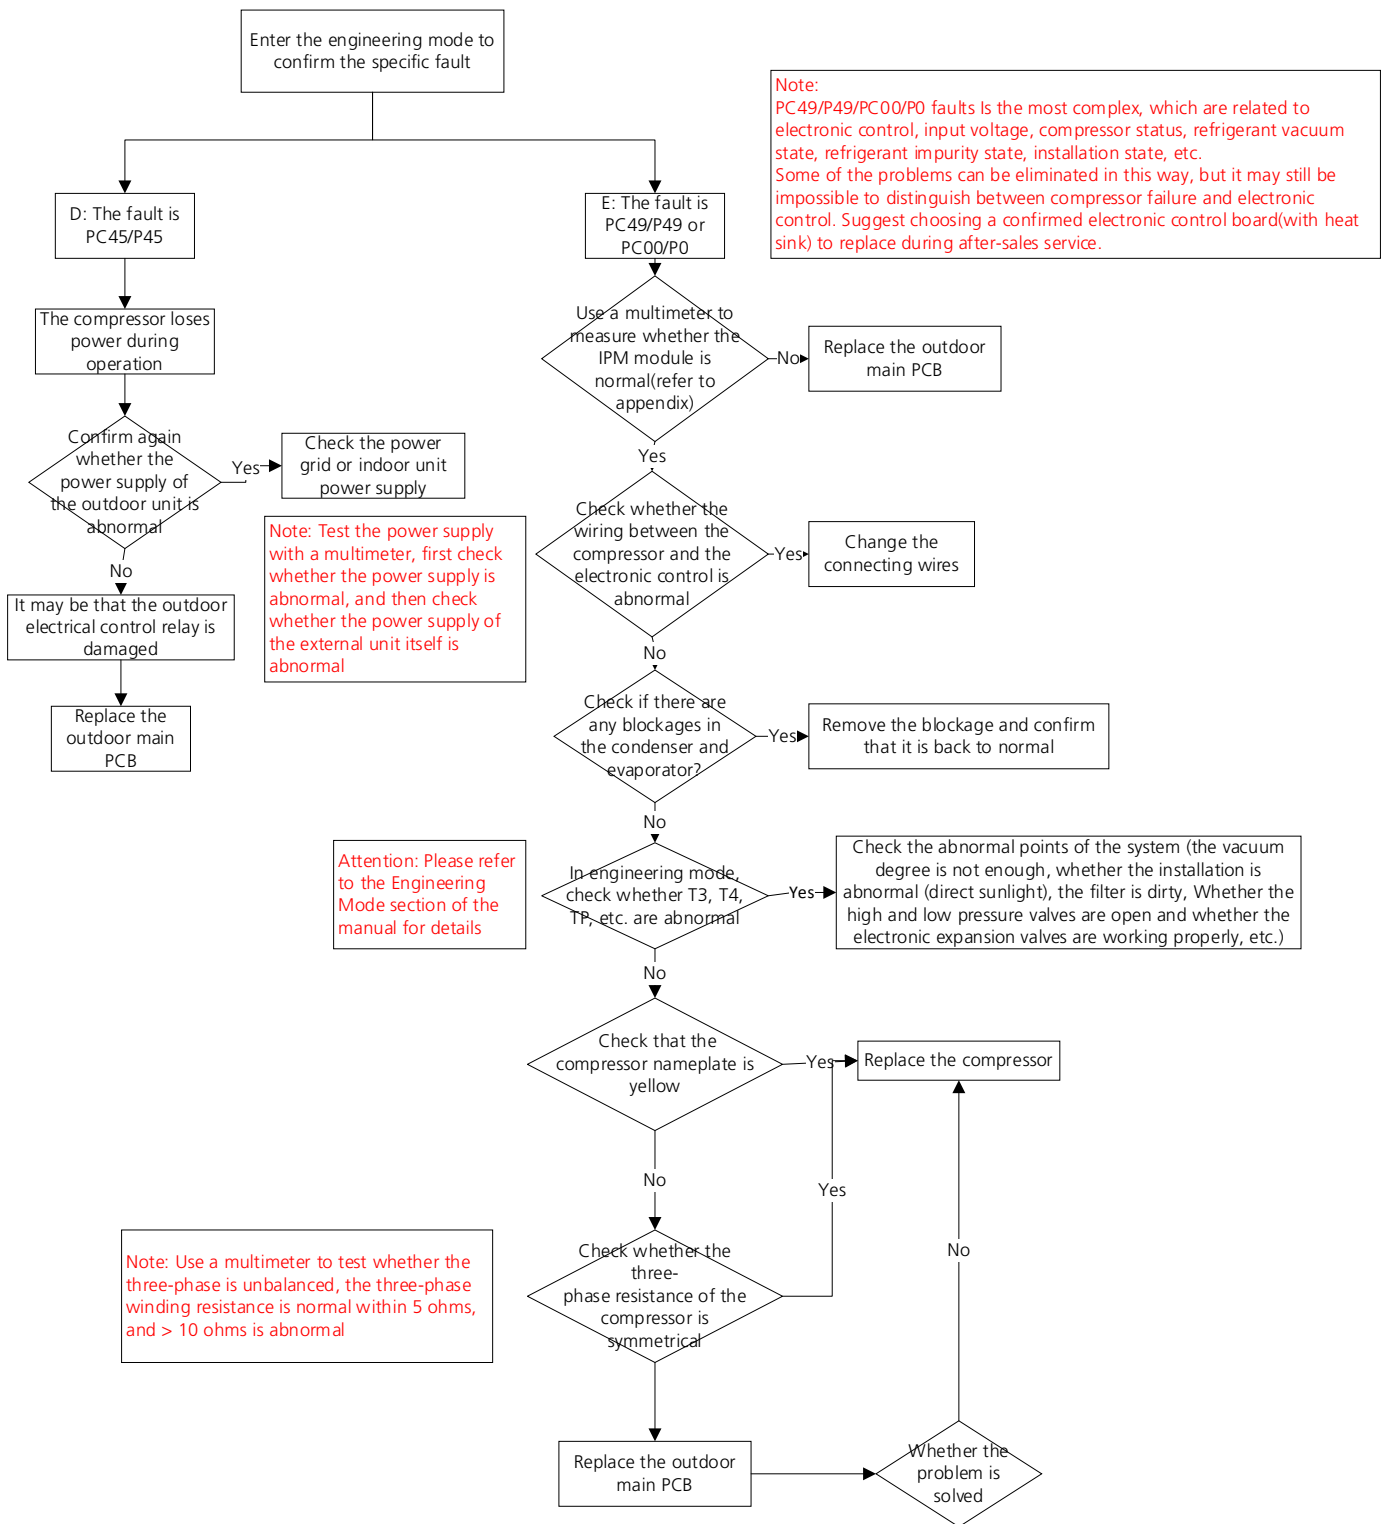 Enter the engineering mode to
confirm the specific fault
Note:
PC49/P49/PC00/P0 faults Is the most complex, which are related to
electronic control, input voltage, compressor status, refrigerant vacuum
state, refrigerant impurity state, installation state, etc.
Some of the problems can be eliminated in this way, but it may still be
impossible to distinguish between compressor failure and electronic
control. Suggest choosing a confirmed electronic control board(with heat
sink) to replace during after-sales service.
D: The fault is
PC45/P45
The compressor loses
power during
operation
Confirm again
whether the
power supply of
the outdoor unit is
abnormal
Yes
Check the power
grid or indoor unit
power supply
Note: Test the power supply
with a multimeter, first check
whether the power supply is
abnormal, and then check
whether the power supply of
the external unit itself is
abnormal
No
It may be that the outdoor
electrical control relay is
damaged
Replace the
outdoor main
PCB
E: The fault is
PC49/P49 or
PC00/P0
Use a multimeter to
measure whether the
IPM module is
normal(refer to
appendix)
No
Replace the outdoor
main PCB
Yes
Check whether the
wiring between the
compressor and the
electronic control is
abnormal
Yes
Change the
connecting wires
No
Check if there are
any blockages in
the condenser and
evaporator?
Yes
Remove the blockage and confirm
that it is back to normal
No
Attention: Please refer
to the Engineering
Mode section of the
manual for details
In engineering mode,
check whether T3, T4,
TP, etc. are abnormal
Yes
Check the abnormal points of the system (the vacuum
degree is not enough, whether the installation is
abnormal (direct sunlight), the filter is dirty, Whether the
high and low pressure valves are open and whether the
electronic expansion valves are working properly, etc.)
No
Check that the
compressor nameplate is
yellow
Yes
Replace the compressor
No
Yes
No
Note: Use a multimeter to test whether the
three-phase is unbalanced, the three-phase
winding resistance is normal within 5 ohms,
and > 10 ohms is abnormal
Check whether the
three-
phase resistance of the
compressor is
symmetrical
Replace the outdoor
main PCB
Whether the
problem is
solved